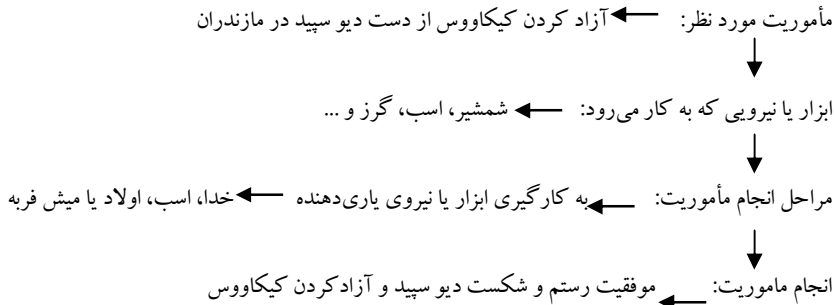 مأموریت مورد نظر: آزاد کردن کیکاووس از دست دیو سپید در مازندران
ابزار یا نیرویی که به کار می‌رود: شمشیر، اسب، گرز و ...
مراحل انجام مأموریت: به کارگیری ابزار یا نیروی یاری‌دهنده خدا، اسب، اولاد یا میش فربه
انجام ماموریت: موفقیت رستم و شکست دیو سپید و آزادکردن کیکاووس